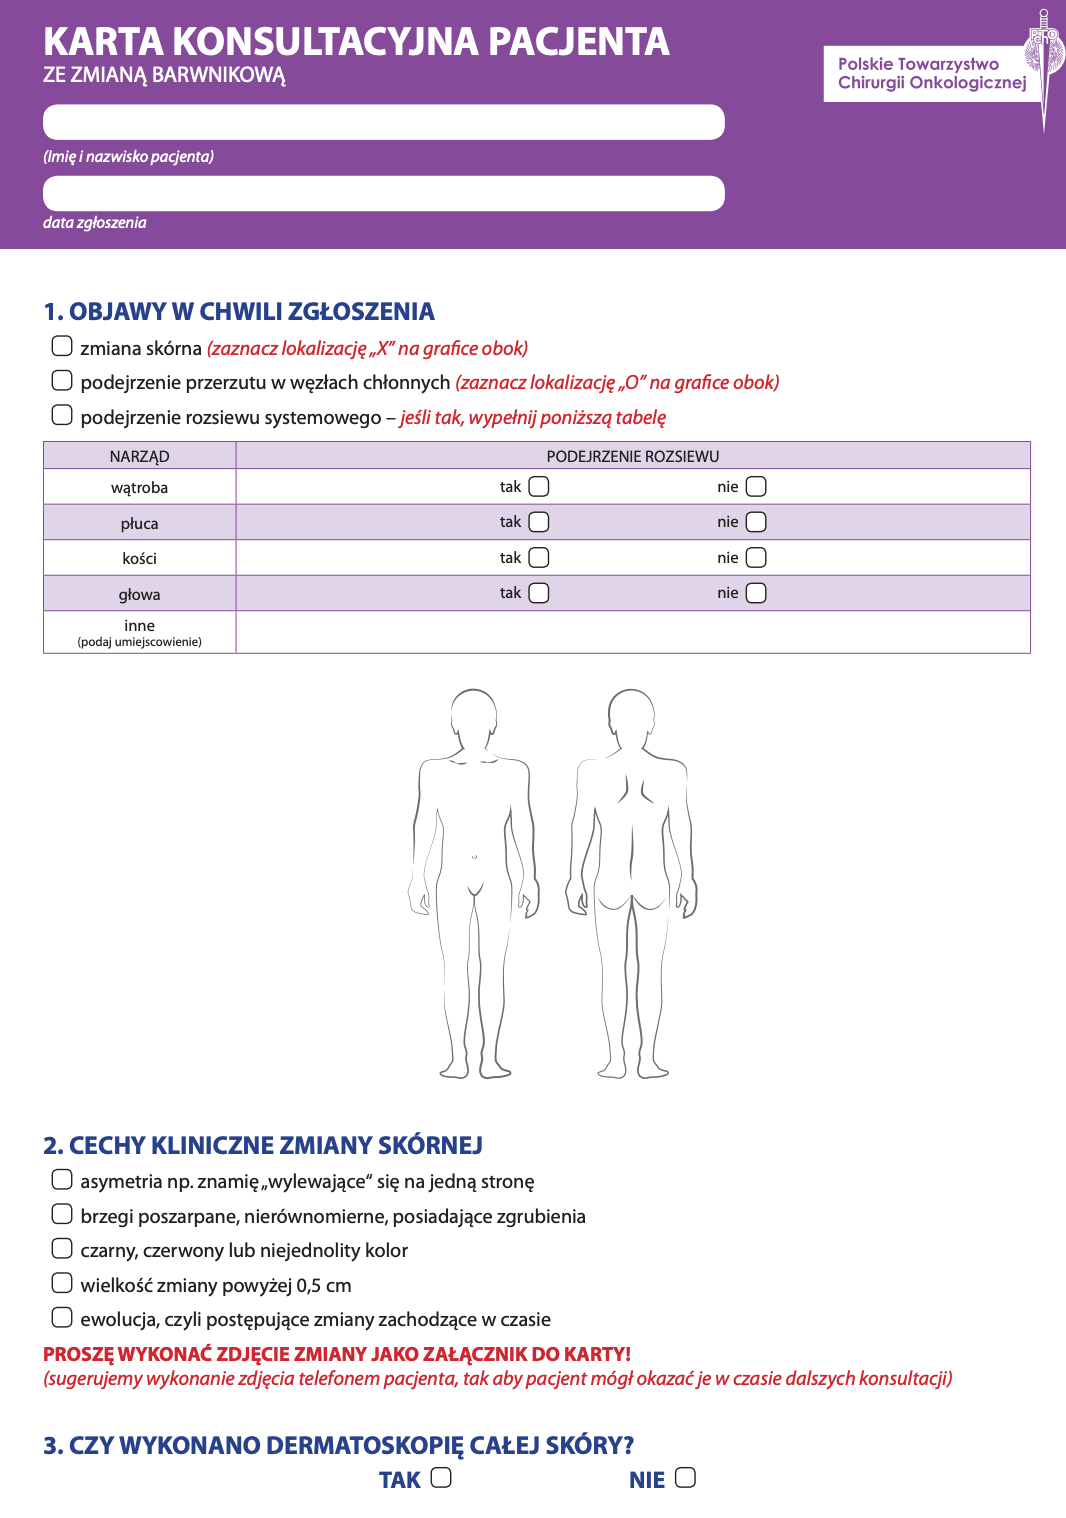 KARTA KONSULTACYJNA PACJENTA
ZE ZMIANĄ BARWNIKOWĄ
Polskie Towarzystwo
Chirurgii Onkologicznej
(Imię i nazwisko pacjenta)
data zgłoszenia
1. OBJAWY W CHWILI ZGŁOSZENIA
zmiana skórna (zaznacz lokalizację „X” na grafice obok)
podejrzenie przerzutu w węzłach chłonnych (zaznacz lokalizację „O” na grafice obok)
podejrzenie rozsiewu systemowego – jeśli tak, wypełnij poniższą tabelę
NARZĄD PODEJRZENIE ROZSIEWU
wątroba tak nie
płuca tak nie
kości tak nie
głowa tak nie
inne
(podaj umiejscowienie)
2. CECHY KLINICZNE ZMIANY SKÓRNEJ
asymetria np. znamię „wylewające“ się na jedną stronę
brzegi poszarpane, nierównomierne, posiadające zgrubienia
czarny, czerwony lub niejednolity kolor
wielkość zmiany powyżej 0,5 cm
ewolucja, czyli postępujące zmiany zachodzące w czasie
PROSZĘ WYKONAĆ ZDJĘCIE ZMIANY JAKO ZAŁĄCZNIK DO KARTY!
(sugerujemy wykonanie zdjęcia telefonem pacjenta, tak aby pacjent mógł okazać je w czasie dalszych konsultacji)
3. CZY WYKONANO DERMATOSKOPIĘ CAŁEJ SKÓRY?
TAK NIE